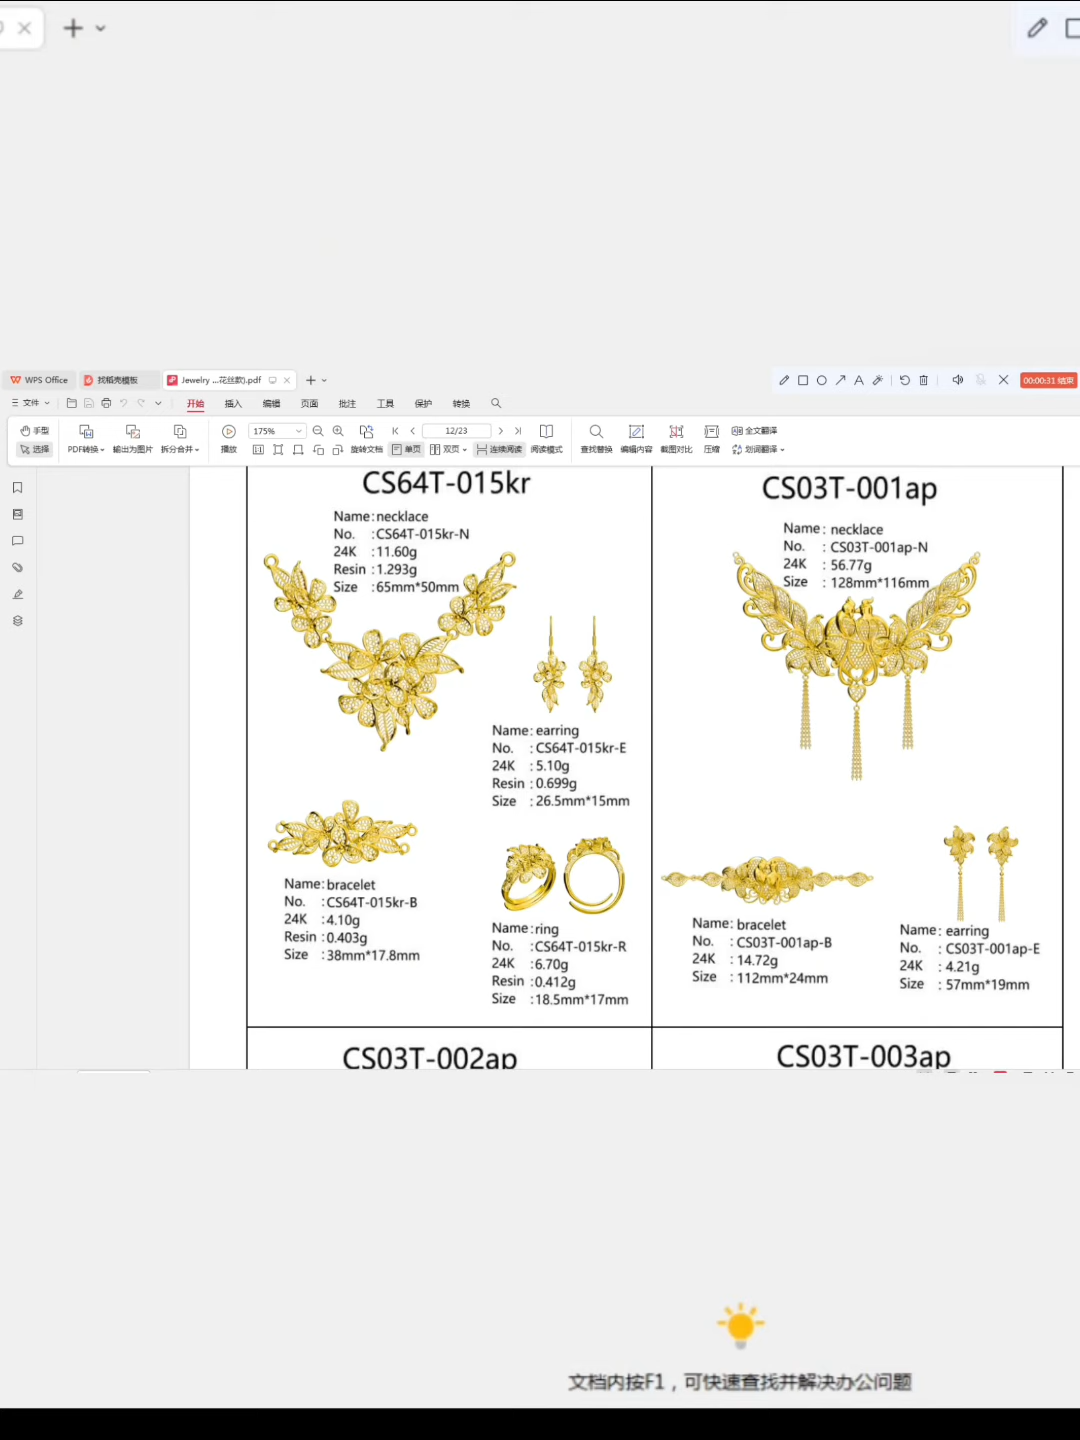 WPS Office
找稻壳模板
Jewelry ...花丝款).pdf
00:00:31 结束
文件
开始
插入
编辑
页面
批注
工具
保护
转换
手型
选择
PDF转换
输出为图片
拆分合并
播放
175%
旋转文档
12/23
单页
双页
连续阅读
阅读模式
查找替换
编辑内容
截图对比
压缩
全文翻译
划词翻译
CS64T-015kr
Name: necklace
No. : CS64T-015kr-N
24K : 11.60g
Resin : 1.293g
Size : 65mm*50mm
Name: earring
No. : CS64T-015kr-E
24K : 5.10g
Resin : 0.699g
Size : 26.5mm*15mm
Name: bracelet
No. : CS64T-015kr-B
24K : 4.10g
Resin : 0.403g
Size : 38mm*17.8mm
Name: ring
No. : CS64T-015kr-R
24K : 6.70g
Resin : 0.412g
Size : 18.5mm*17mm
CS03T-001ap
Name: necklace
No. : CS03T-001ap-N
24K : 56.77g
Size : 128mm*116mm
Name: bracelet
No. : CS03T-001ap-B
24K : 14.72g
Size : 112mm*24mm
Name: earring
No. : CS03T-001ap-E
24K : 4.21g
Size : 57mm*19mm
CS03T-002ap
CS03T-003ap
文档内按F1，可快速查找并解决办公问题